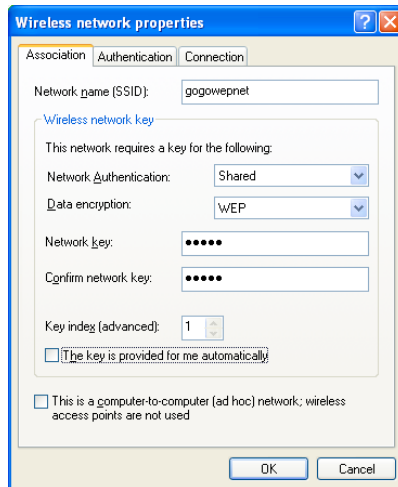 Wireless network properties
Association Authentication Connection
Network name (SSID): gogowepnet
Wireless network key
This network requires a key for the following:
Network Authentication: Shared
Data encryption: WEP
Network key: •••••
Confirm network key: •••••
Key index (advanced): 1
The key is provided for me automatically
This is a computer-to-computer (ad hoc) network; wireless
access points are not used
OK Cancel